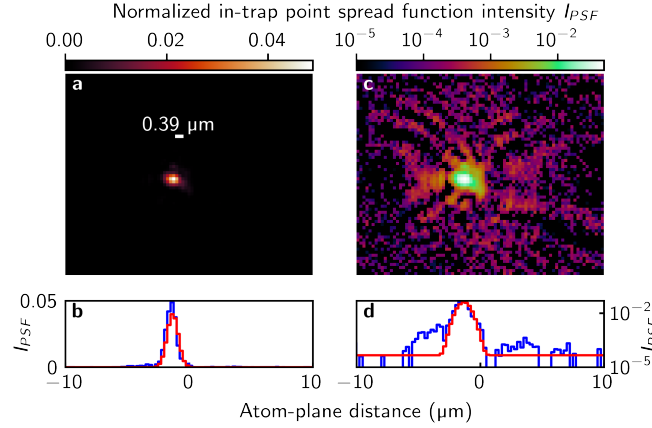 Normalized in-trap point spread function intensity I_PSF
0.00 0.02 0.04 10⁻⁵ 10⁻⁴ 10⁻³ 10⁻²
a c
0.39 µm
0.05 b d 10⁻²
I_PSF I_PSF
0 10⁻⁵
−10 0 10 −10 0 10
Atom-plane distance (µm)